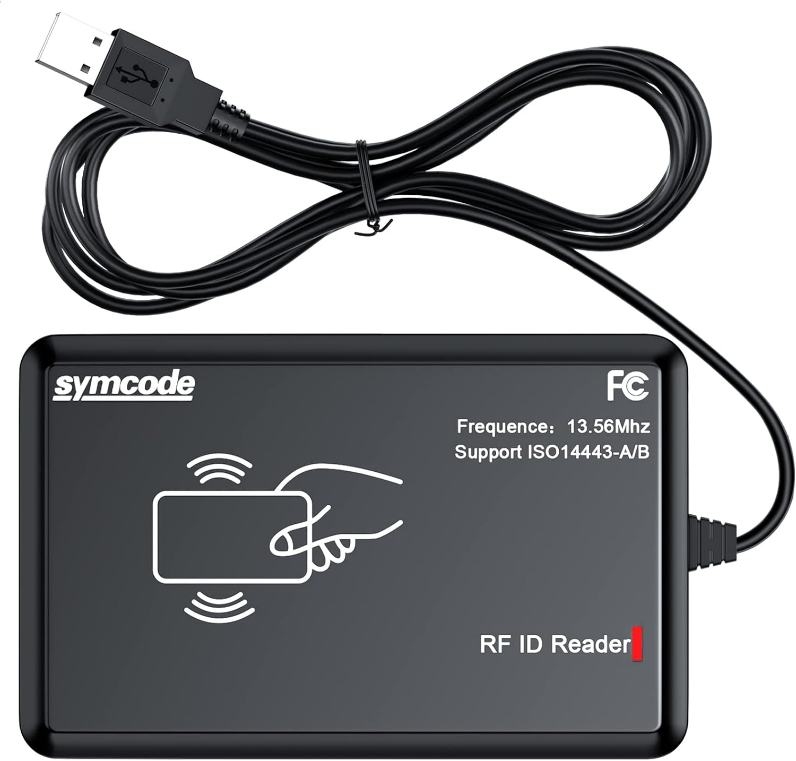 symcode
FC
Frequence: 13.56Mhz
Support ISO14443-A/B
RF ID Reader